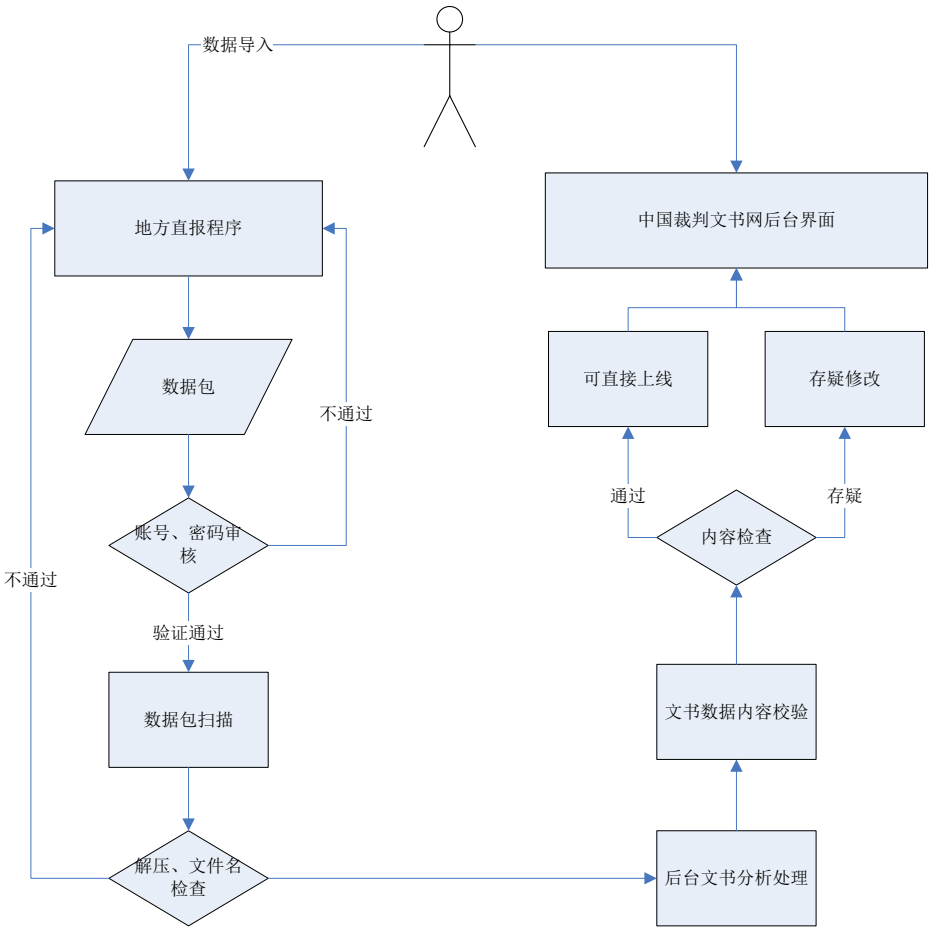 数据导入
地方直报程序
中国裁判文书网后台界面
数据包
可直接上线
存疑修改
不通过
账号、密码审
核
通过
存疑
内容检查
不通过
验证通过
数据包扫描
文书数据内容校验
解压、文件名
检查
后台文书分析处理